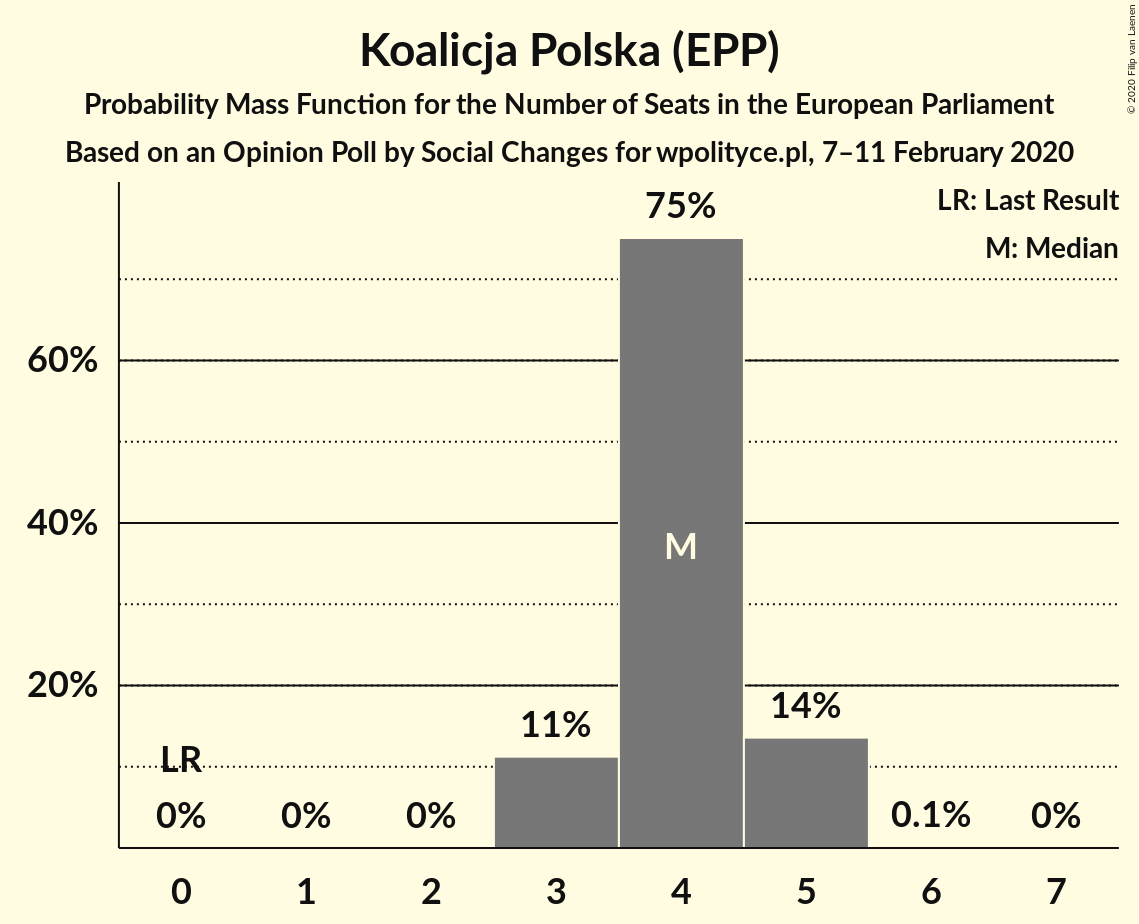 Koalicja Polska (EPP)
Probability Mass Function for the Number of Seats in the European Parliament
Based on an Opinion Poll by Social Changes for wpolityce.pl, 7–11 February 2020
© 2020 Filip van Laenen
LR: Last Result
M: Median
75%
60%
40%
M
20%
14%
11%
LR
0% 0% 0% 0.1% 0%
0 1 2 3 4 5 6 7